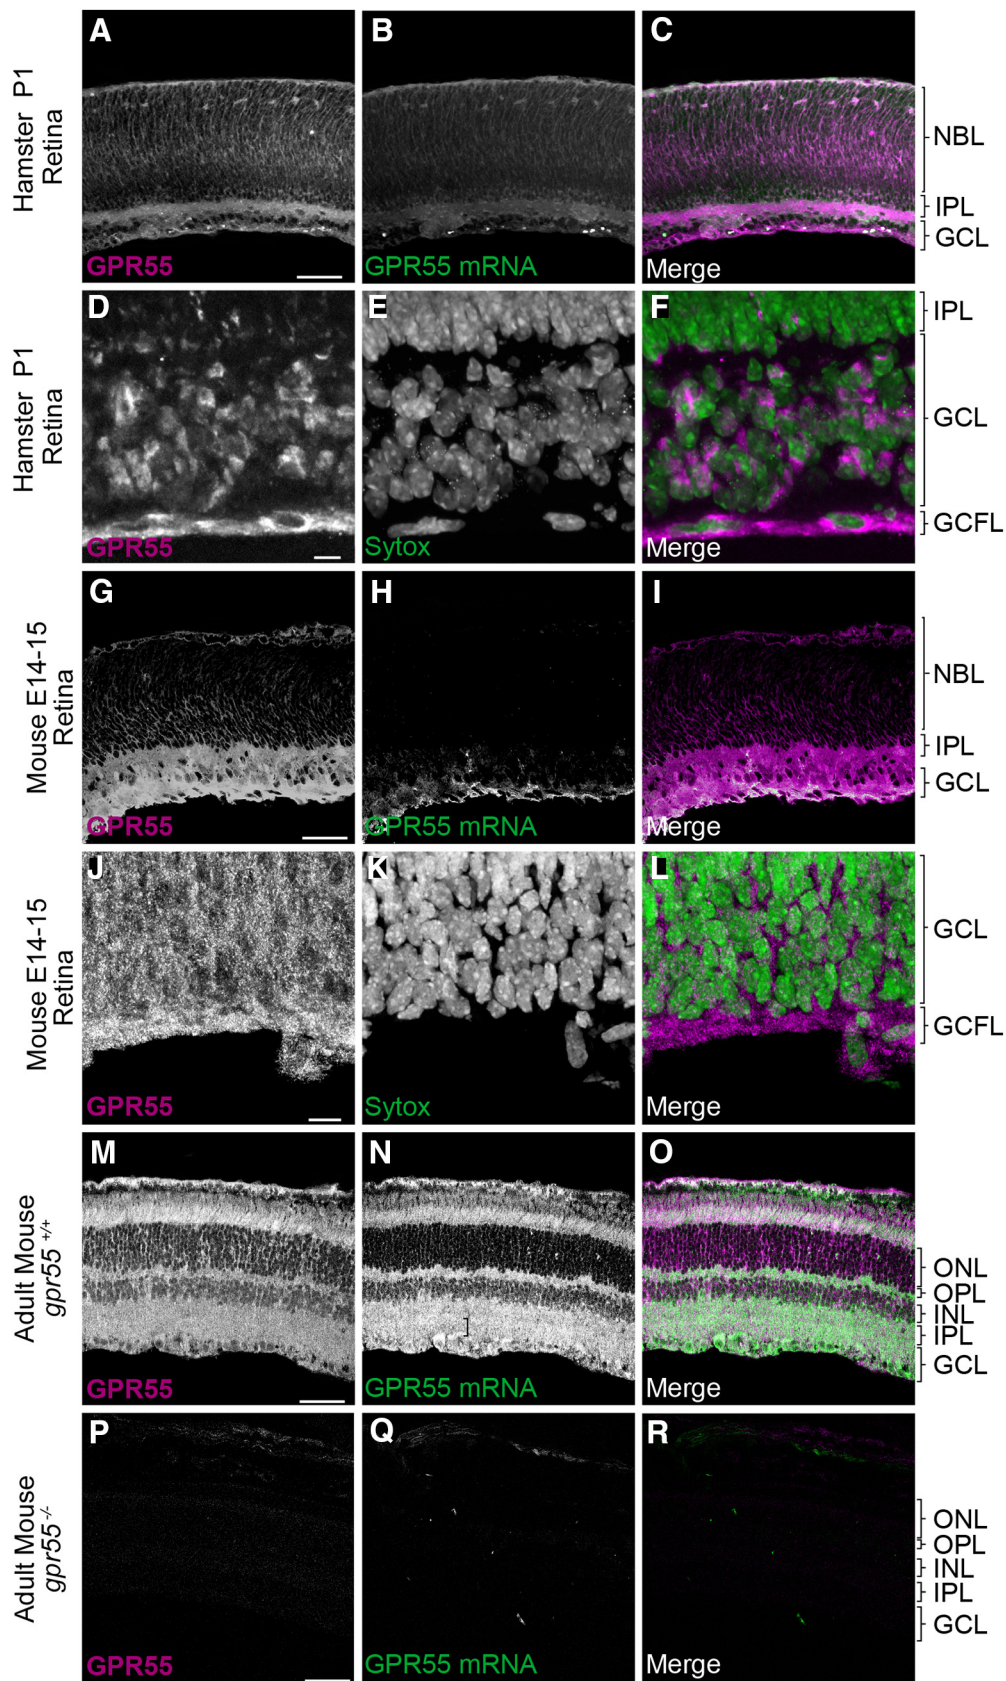 Hamster P1
Retina
A
GPR55
B
GPR55 mRNA
C
Merge
NBL
IPL
GCL
Hamster P1
Retina
D
GPR55
E
Sytox
F
Merge
IPL
GCL
GCFL
Mouse E14-15
Retina
G
GPR55
H
GPR55 mRNA
I
Merge
NBL
IPL
GCL
Mouse E14-15
Retina
J
GPR55
K
Sytox
L
Merge
GCL
GCFL
Adult Mouse
gpr55 +/+
M
GPR55
N
GPR55 mRNA
O
Merge
ONL
OPL
INL
IPL
GCL
Adult Mouse
gpr55-/-
P
GPR55
Q
GPR55 mRNA
R
Merge
ONL
OPL
INL
IPL
GCL